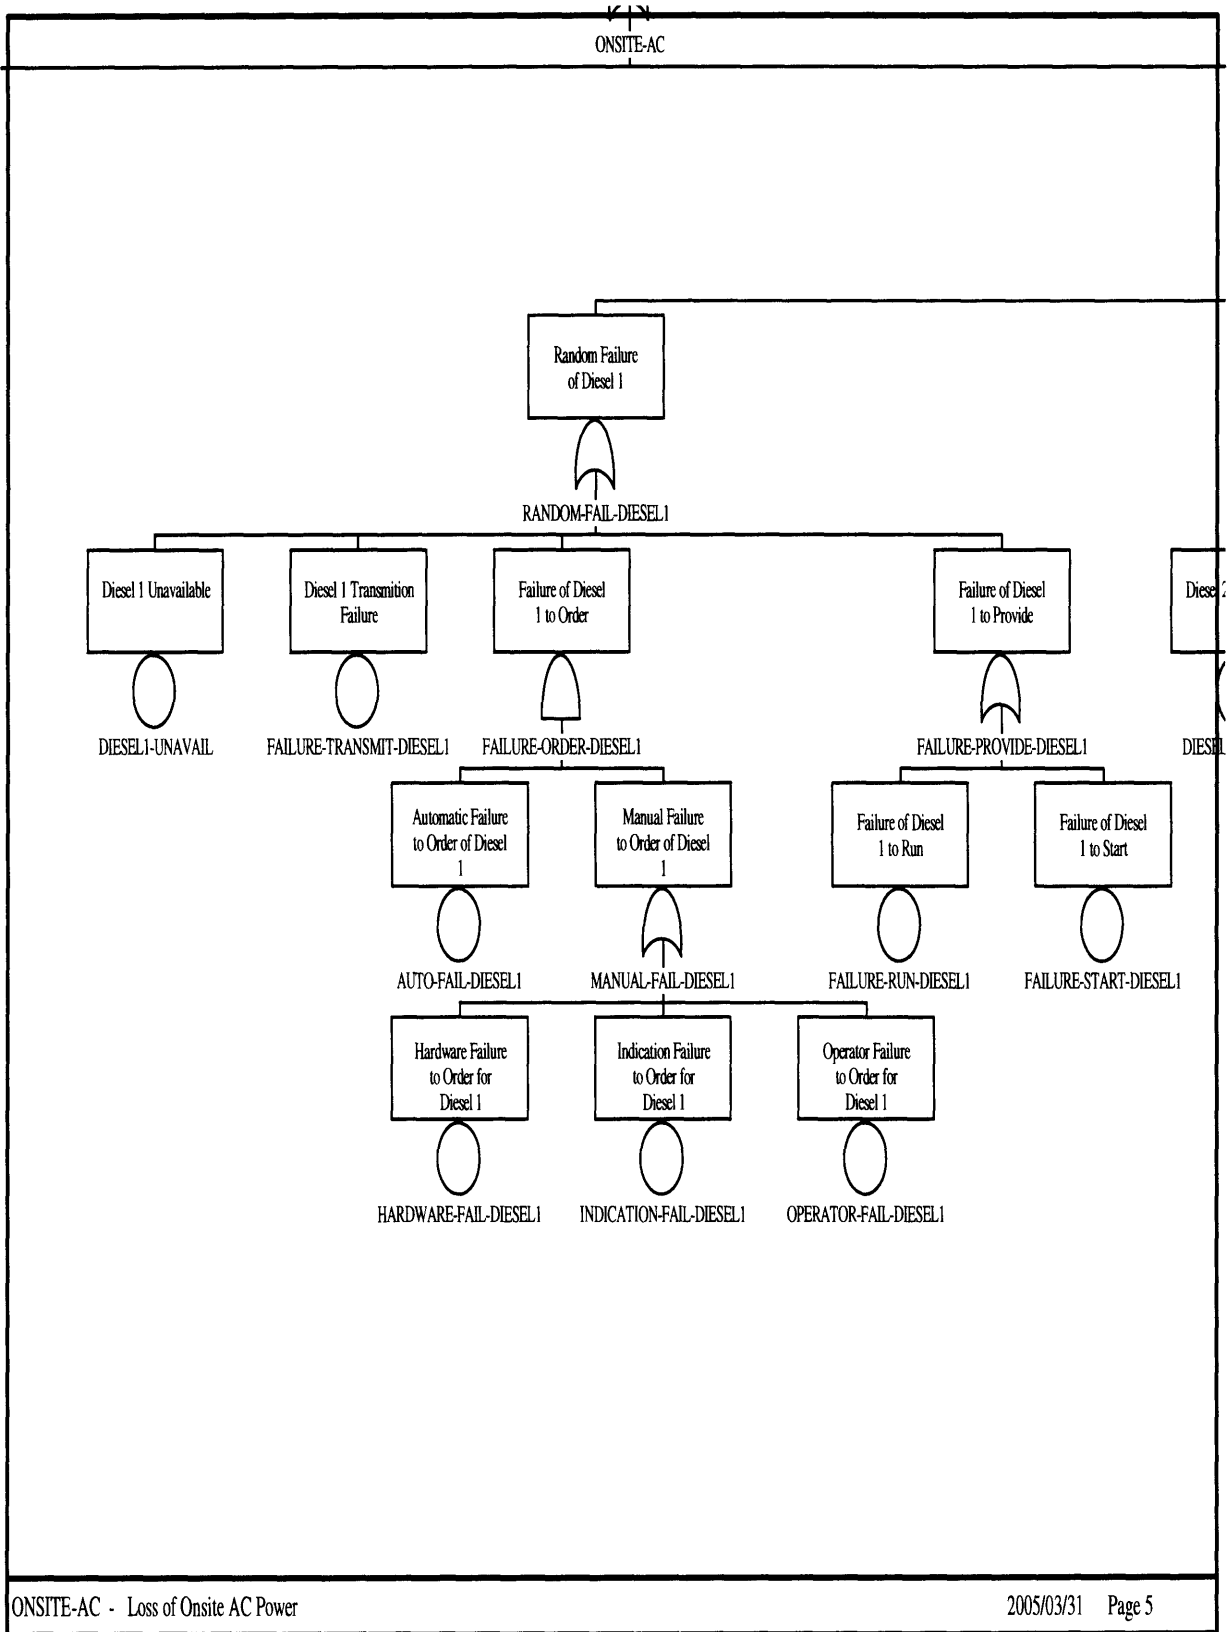 ONSITE-AC
Random Failure
of Diesel 1
RANDOM-FAIL-DIESEL1
Diesel 1 Unavailable
DIESEL1-UNAVAIL
Diesel 1 Transmition
Failure
FAILURE-TRANSMIT-DIESEL1
Failure of Diesel
1 to Order
FAILURE-ORDER-DIESEL1
Failure of Diesel
1 to Provide
FAILURE-PROVIDE-DIESEL1
Diesel 2
Automatic Failure
to Order of Diesel
1
AUTO-FAIL-DIESEL1
Manual Failure
to Order of Diesel
1
MANUAL-FAIL-DIESEL1
Failure of Diesel
1 to Run
FAILURE-RUN-DIESEL1
Failure of Diesel
1 to Start
FAILURE-START-DIESEL1
Hardware Failure
to Order for
Diesel 1
HARDWARE-FAIL-DIESEL1
Indication Failure
to Order for
Diesel 1
INDICATION-FAIL-DIESEL1
Operator Failure
to Order for
Diesel 1
OPERATOR-FAIL-DIESEL1
ONSITE-AC - Loss of Onsite AC Power
2005/03/31 Page 5